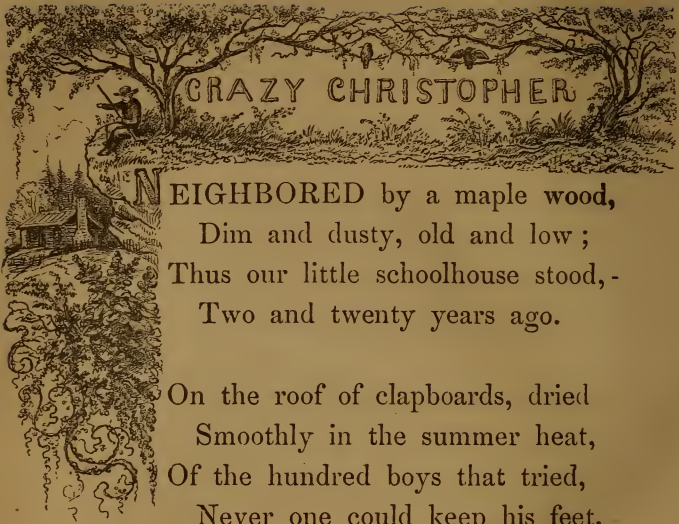 CRAZY CHRISTOPHER
NEIGHBORED by a maple wood,
Dim and dusty, old and low ;
Thus our little schoolhouse stood, -
Two and twenty years ago.
On the roof of clapboards, dried
Smoothly in the summer heat,
Of the hundred boys that tried,
Never one could keep his feet.